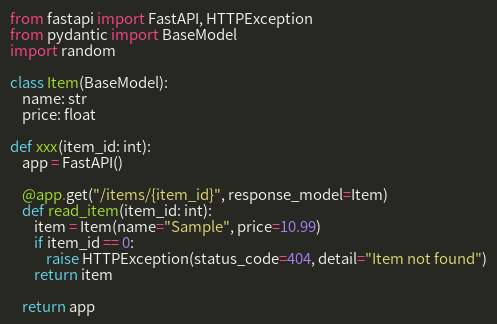 from fastapi import FastAPI, HTTPException
from pydantic import BaseModel
import random

class Item(BaseModel):
    name: str
    price: float

def xxx(item_id: int):
    app = FastAPI()

    @app.get("/items/{item_id}", response_model=Item)
    def read_item(item_id: int):
        item = Item(name="Sample", price=10.99)
        if item_id == 0:
            raise HTTPException(status_code=404, detail="Item not found")
        return item

    return app